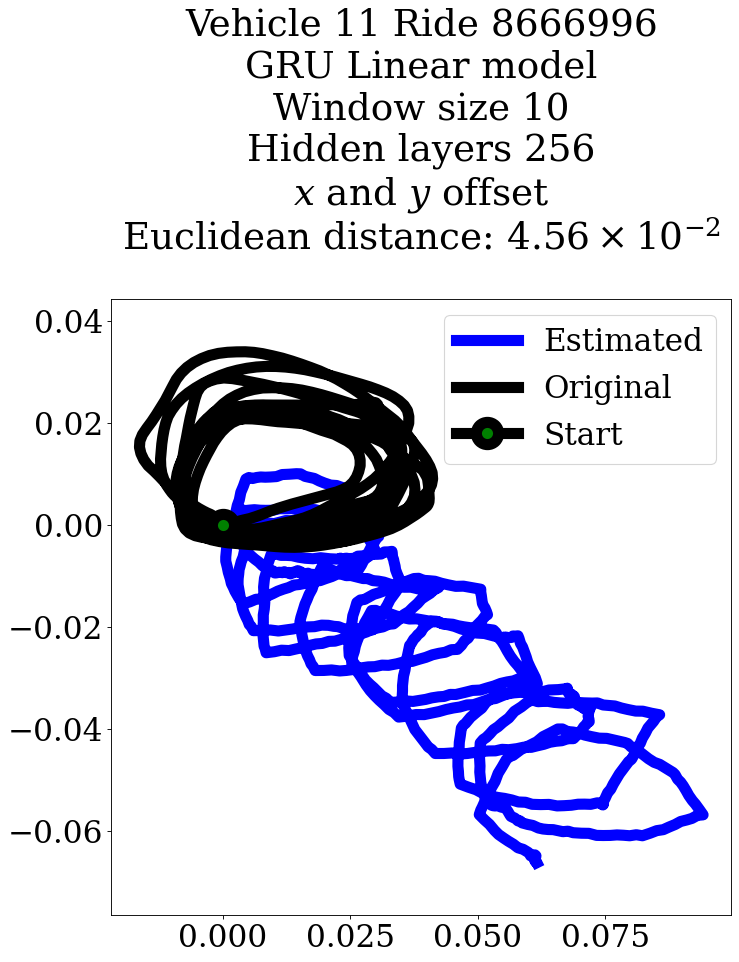 Vehicle 11 Ride 8666996
GRU Linear model
Window size 10
Hidden layers 256
x and y offset
Euclidean distance: 4.56 × 10⁻²
Estimated
Original
Start
0.04
0.02
0.00
−0.02
−0.04
−0.06
0.000 0.025 0.050 0.075